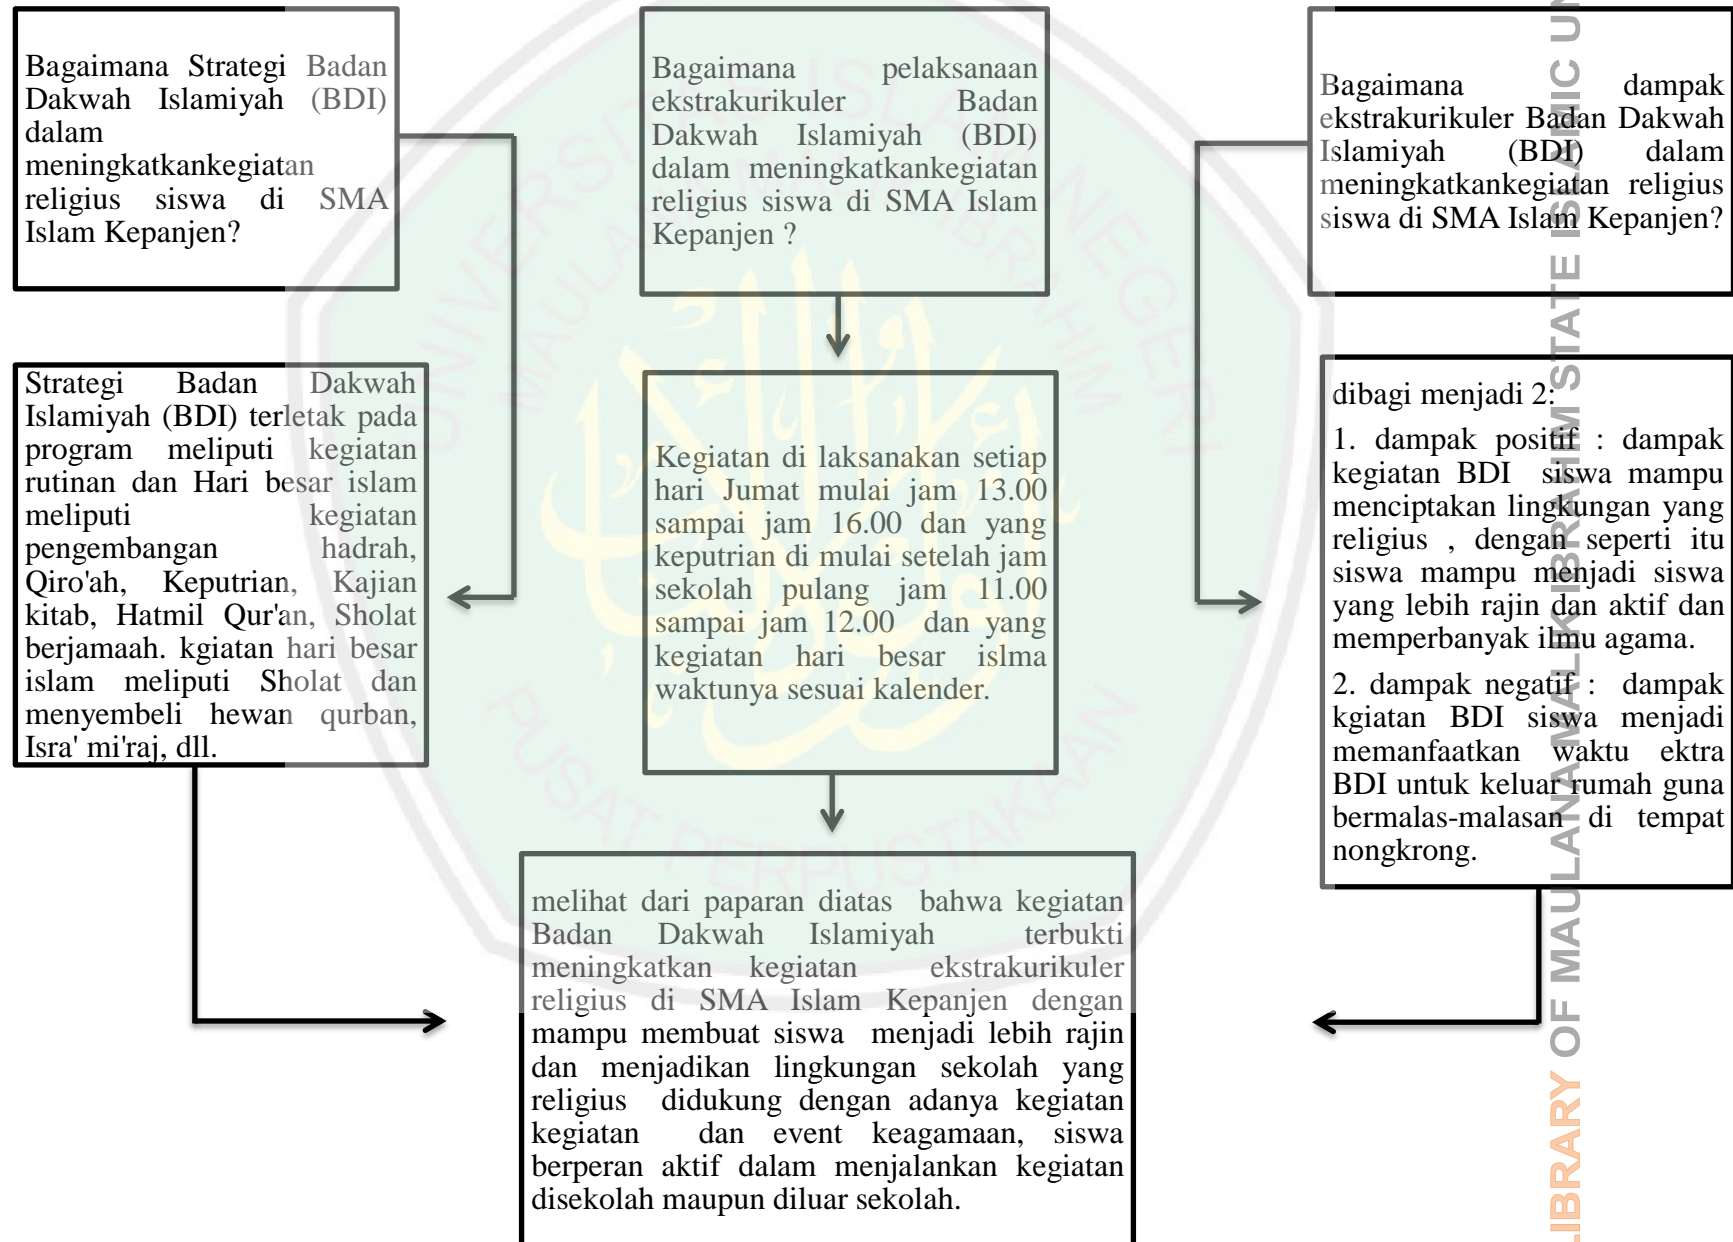 Bagaimana Strategi Badan
Dakwah Islamiyah (BDI)
dalam
meningkatkankegiatan
religius siswa di SMA
Islam Kepanjen?
Bagaimana pelaksanaan
ekstrakurikuler Badan
Dakwah Islamiyah (BDI)
dalam meningkatkankegiatan
religius siswa di SMA Islam
Kepanjen ?
Bagaimana dampak
ekstrakurikuler Badan Dakwah
Islamiyah (BDI) dalam
meningkatkankegiatan religius
siswa di SMA Islam Kepanjen?
Strategi Badan Dakwah
Islamiyah (BDI) terletak pada
program meliputi kegiatan
rutinan dan Hari besar islam
meliputi kegiatan
pengembangan hadrah,
Qiro'ah, Keputrian, Kajian
kitab, Hatmil Qur'an, Sholat
berjamaah. kgiatan hari besar
islam meliputi Sholat dan
menyembeli hewan qurban,
Isra' mi'raj, dll.
Kegiatan di laksanakan setiap
hari Jumat mulai jam 13.00
sampai jam 16.00 dan yang
keputrian di mulai setelah jam
sekolah pulang jam 11.00
sampai jam 12.00 dan yang
kegiatan hari besar islma
waktunya sesuai kalender.
dibagi menjadi 2:
1. dampak positif : dampak
kegiatan BDI siswa mampu
menciptakan lingkungan yang
religius , dengan seperti itu
siswa mampu menjadi siswa
yang lebih rajin dan aktif dan
memperbanyak ilmu agama.
2. dampak negatif : dampak
kgiatan BDI siswa menjadi
memanfaatkan waktu ektra
BDI untuk keluar rumah guna
bermalas-malasan di tempat
nongkrong.
melihat dari paparan diatas bahwa kegiatan
Badan Dakwah Islamiyah terbukti
meningkatkan kegiatan ekstrakurikuler
religius di SMA Islam Kepanjen dengan
mampu membuat siswa menjadi lebih rajin
dan menjadikan lingkungan sekolah yang
religius didukung dengan adanya kegiatan
kegiatan dan event keagamaan, siswa
berperan aktif dalam menjalankan kegiatan
disekolah maupun diluar sekolah.
UNIVERSITAS ISLAM NEGERI
MAULANA MALIK IBRAHIM
PUSAT PERPUSTAKAAN
OF MAULANA MALIK IBRAHIM STATE ISLAMIC